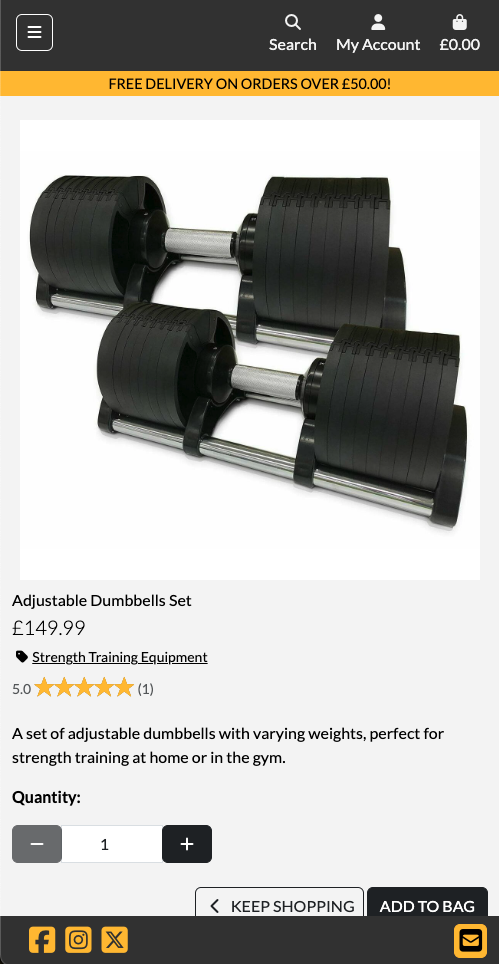 Search
My Account
£0.00
FREE DELIVERY ON ORDERS OVER £50.00!
Adjustable Dumbbells Set
£149.99
Strength Training Equipment
5.0 (1)
A set of adjustable dumbbells with varying weights, perfect for
strength training at home or in the gym.
Quantity:
1
KEEP SHOPPING
ADD TO BAG